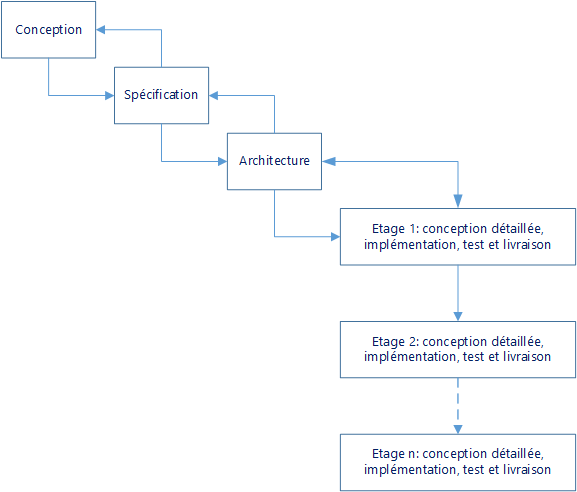 Conception
Spécification
Architecture
Etage 1: conception détaillée,
implémentation, test et livraison
Etage 2: conception détaillée,
implémentation, test et livraison
Etage n: conception détaillée,
implémentation, test et livraison